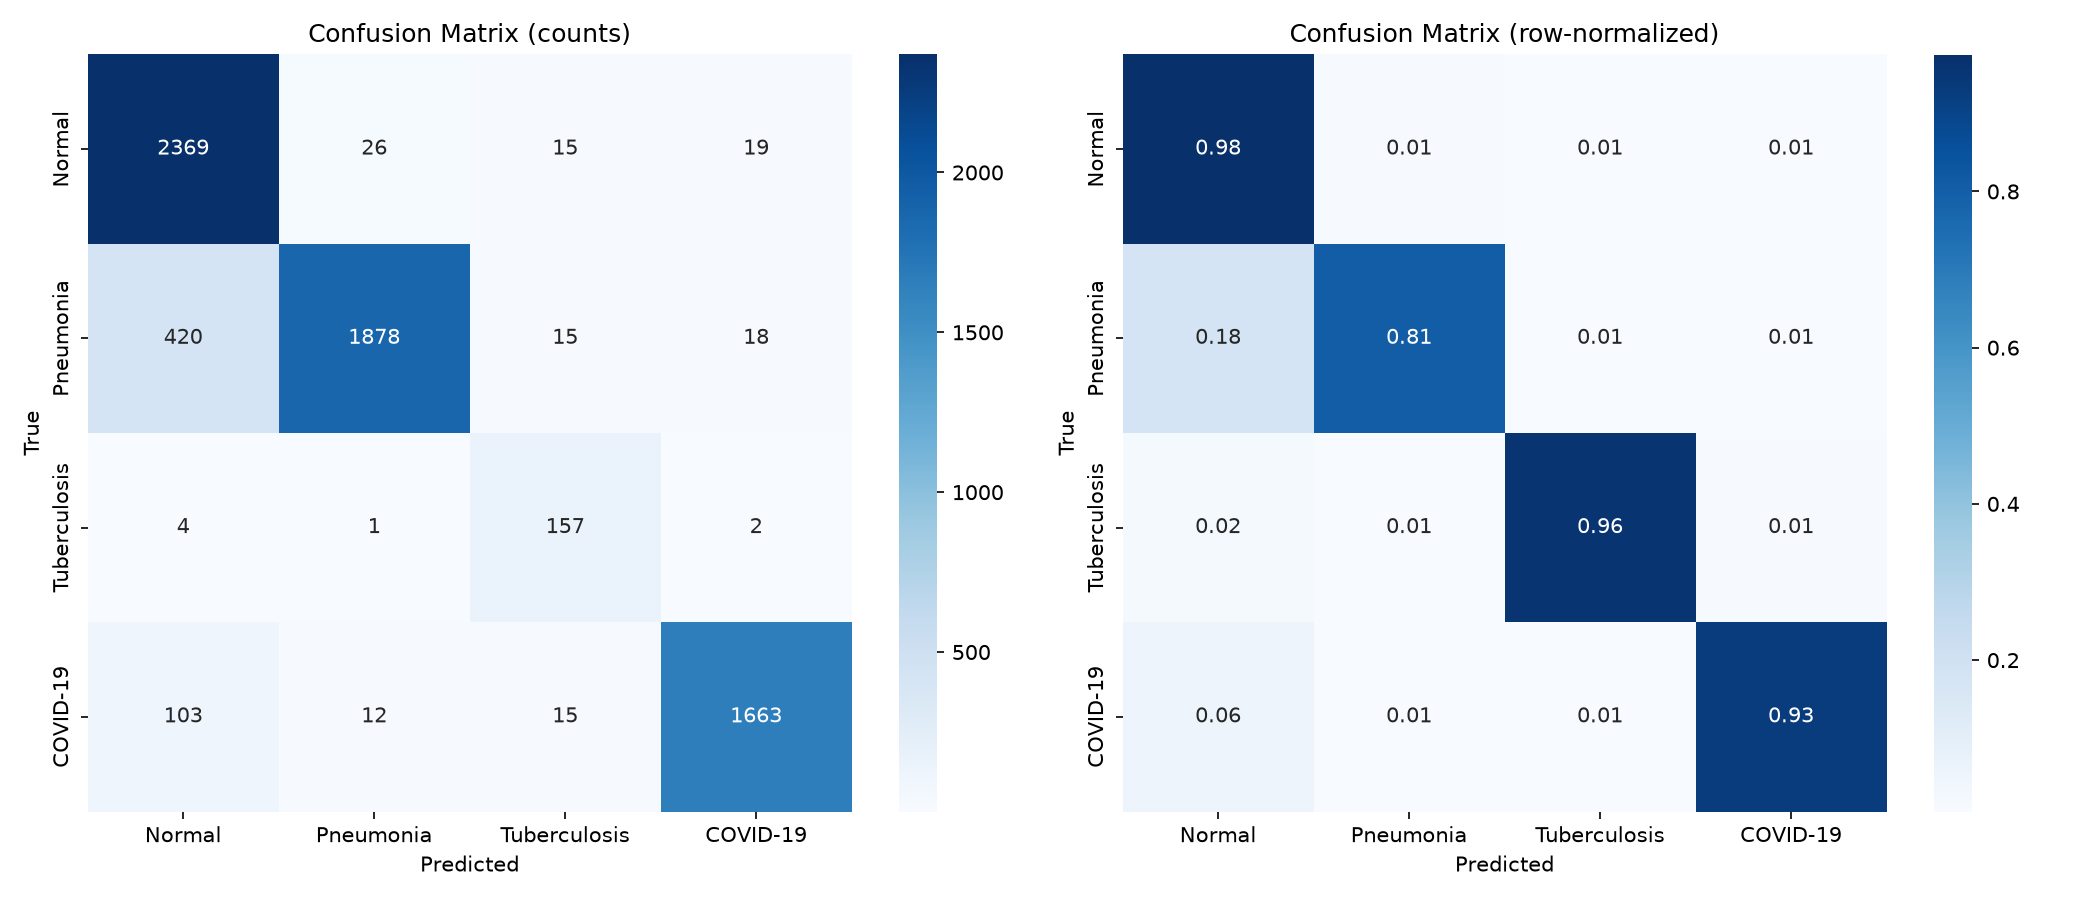 Confusion Matrix (counts)
Normal
Pneumonia
Tuberculosis
COVID-19
True
2369 26 15 19
420 1878 15 18
4 1 157 2
103 12 15 1663
Normal Pneumonia Tuberculosis COVID-19
Predicted
2000
1500
1000
500
Confusion Matrix (row-normalized)
Normal
Pneumonia
Tuberculosis
COVID-19
True
0.98 0.01 0.01 0.01
0.18 0.81 0.01 0.01
0.02 0.01 0.96 0.01
0.06 0.01 0.01 0.93
Normal Pneumonia Tuberculosis COVID-19
Predicted
0.8
0.6
0.4
0.2